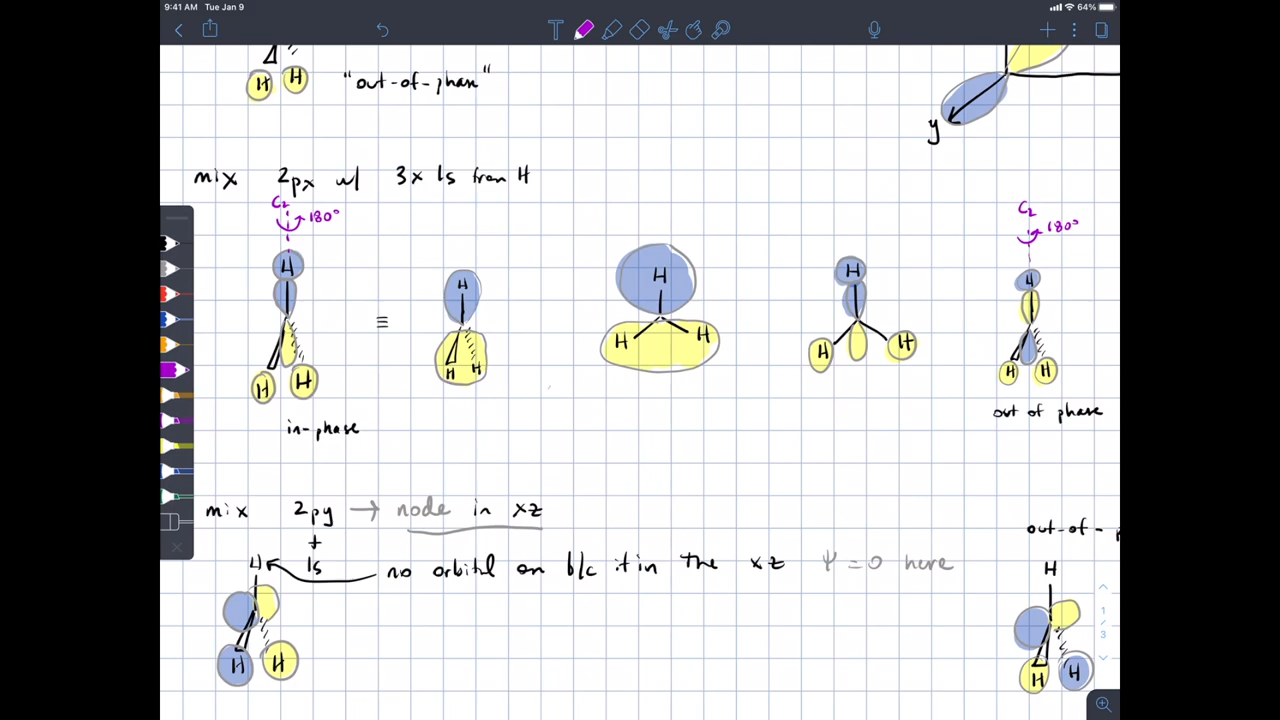 9:41 AM Tue Jan 9
64%
T
H H
"out-of-phase"
y
mix 2px w/ 3x 1s from H
C2
180°
C2
180°
H
H
H
H
H
H H
H H
H H
H H
H H
in-phase
≡
out of phase
mix 2py → node in xz
+
1s
H
no orbital on b/c it in the xz Ψ = 0 here
out-of-p
H
H H
H H
1
/
3